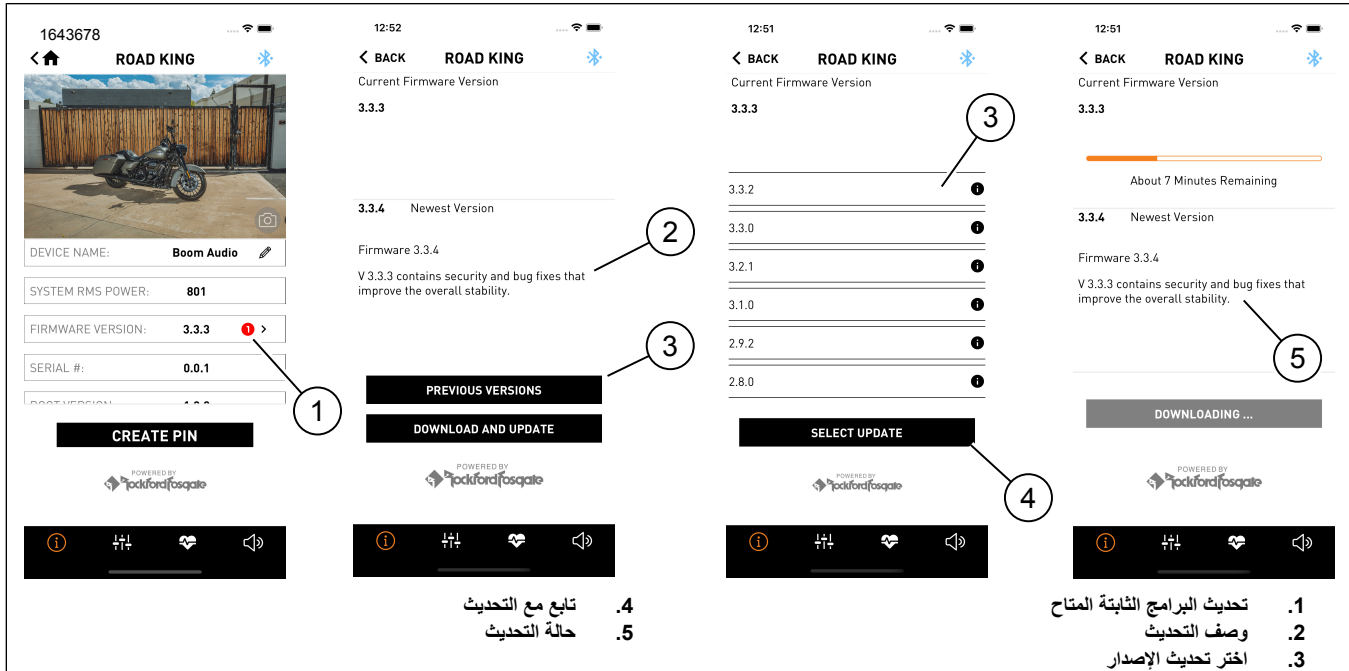 1643678
ROAD KING
DEVICE NAME: Boom Audio
SYSTEM RMS POWER: 801
FIRMWARE VERSION: 3.3.3 1
SERIAL #: 0.0.1
1
CREATE PIN
POWERED BY
rockford fosgate
12:52
BACK ROAD KING
Current Firmware Version
3.3.3
3.3.4 Newest Version
Firmware 3.3.4
V 3.3.3 contains security and bug fixes that
improve the overall stability.
2
3
PREVIOUS VERSIONS
DOWNLOAD AND UPDATE
POWERED BY
rockford fosgate
12:51
BACK ROAD KING
Current Firmware Version
3.3.3
3
3.3.2
3.3.0
3.2.1
3.1.0
2.9.2
2.8.0
SELECT UPDATE
4
POWERED BY
rockford fosgate
12:51
BACK ROAD KING
Current Firmware Version
3.3.3
About 7 Minutes Remaining
3.3.4 Newest Version
Firmware 3.3.4
V 3.3.3 contains security and bug fixes that
improve the overall stability.
5
DOWNLOADING ...
POWERED BY
rockford fosgate
1. تحديث البرامج الثابتة المتاح
2. وصف التحديث
3. اختر تحديث الإصدار
4. تابع مع التحديث
5. حالة التحديث